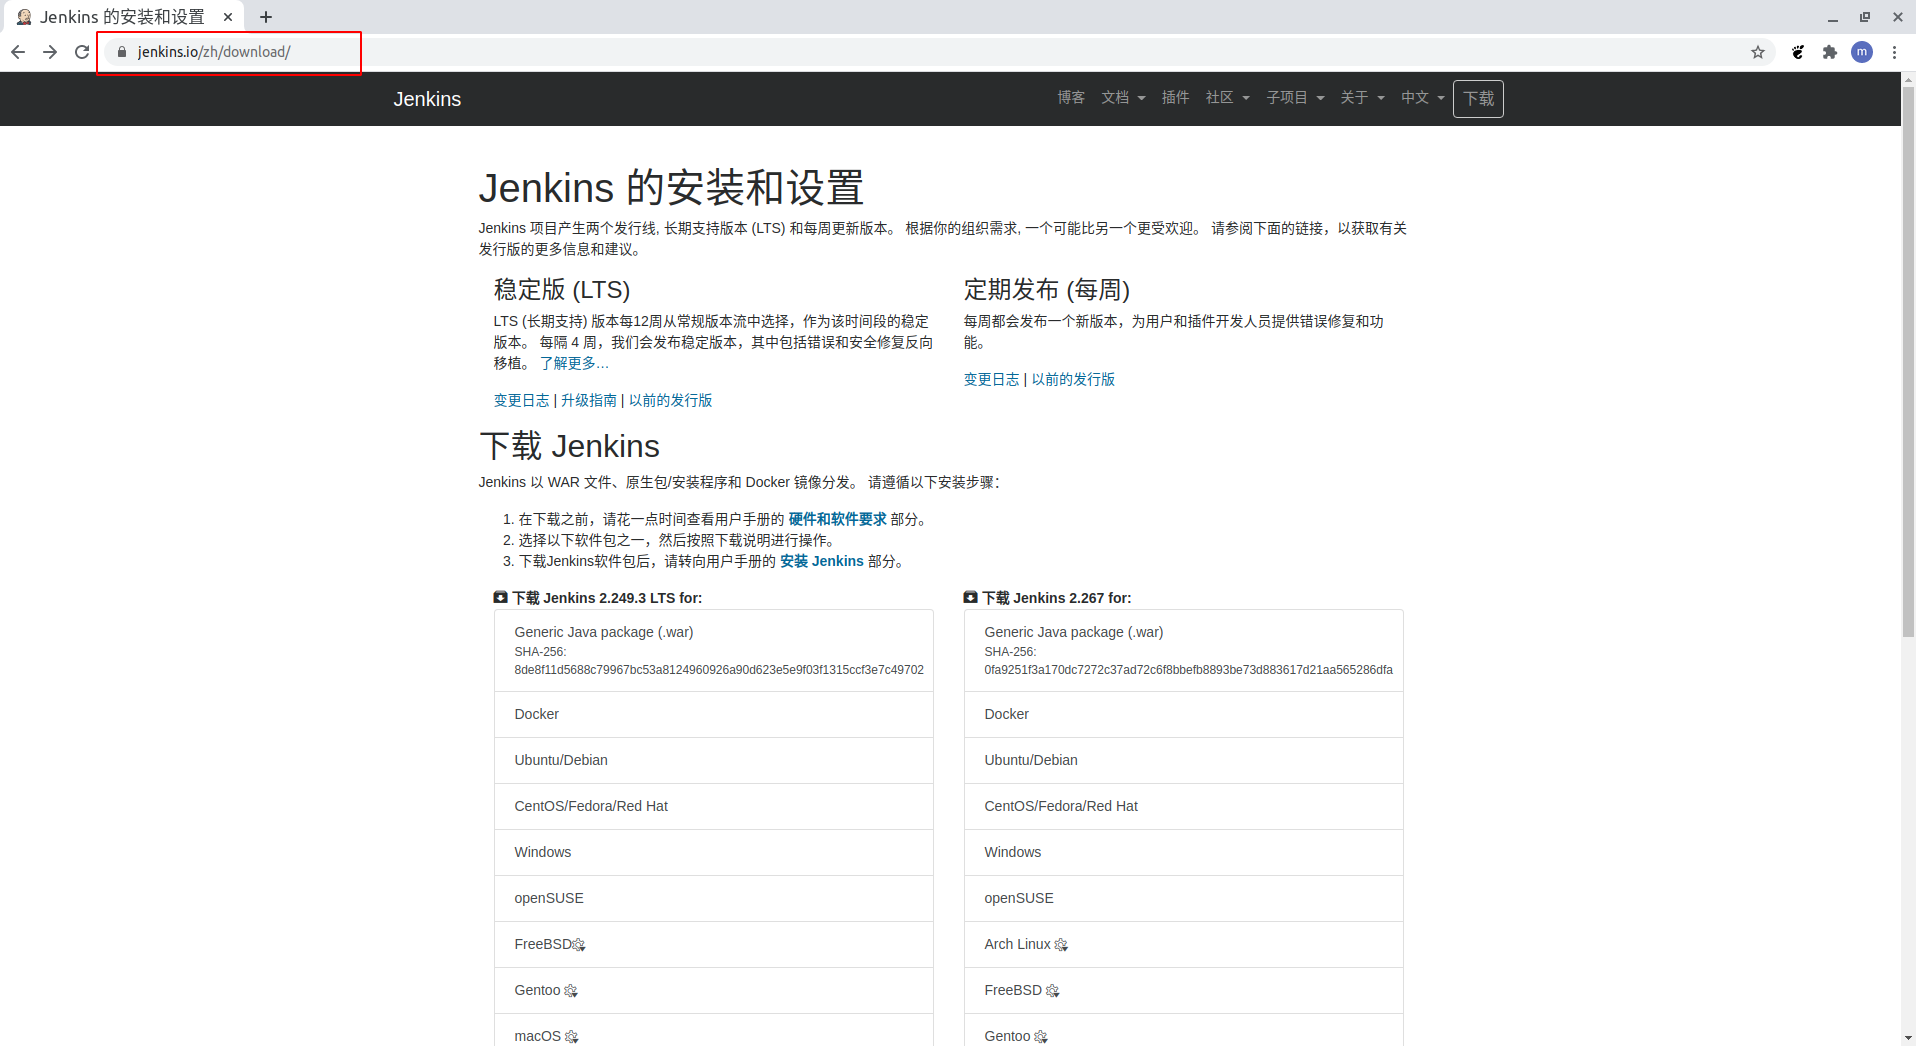 Jenkins 的安装和设置
jenkins.io/zh/download/
m
Jenkins
博客 文档 插件 社区 子项目 关于 中文 下载
Jenkins 的安装和设置
Jenkins 项目产生两个发行线, 长期支持版本 (LTS) 和每周更新版本。 根据你的组织需求, 一个可能比另一个更受欢迎。 请参阅下面的链接，以获取有关
发行版的更多信息和建议。
稳定版 (LTS)
LTS (长期支持) 版本每12周从常规版本流中选择，作为该时间段的稳定
版本。 每隔 4 周，我们会发布稳定版本，其中包括错误和安全修复反向
移植。 了解更多…
变更日志 | 升级指南 | 以前的发行版
定期发布 (每周)
每周都会发布一个新版本，为用户和插件开发人员提供错误修复和功
能。
变更日志 | 以前的发行版
下载 Jenkins
Jenkins 以 WAR 文件、原生包/安装程序和 Docker 镜像分发。 请遵循以下安装步骤：
1. 在下载之前，请花一点时间查看用户手册的 硬件和软件要求 部分。
2. 选择以下软件包之一，然后按照下载说明进行操作。
3. 下载Jenkins软件包后，请转向用户手册的 安装 Jenkins 部分。
下载 Jenkins 2.249.3 LTS for:
Generic Java package (.war)
SHA-256:
8de8f11d5688c79967bc53a8124960926a90d623e5e9f03f1315ccf3e7c49702
Docker
Ubuntu/Debian
CentOS/Fedora/Red Hat
Windows
openSUSE
FreeBSD
Gentoo
macOS
下载 Jenkins 2.267 for:
Generic Java package (.war)
SHA-256:
0fa9251f3a170dc7272c37ad72c6f8bbefb8893be73d883617d21aa565286dfa
Docker
Ubuntu/Debian
CentOS/Fedora/Red Hat
Windows
openSUSE
Arch Linux
FreeBSD
Gentoo